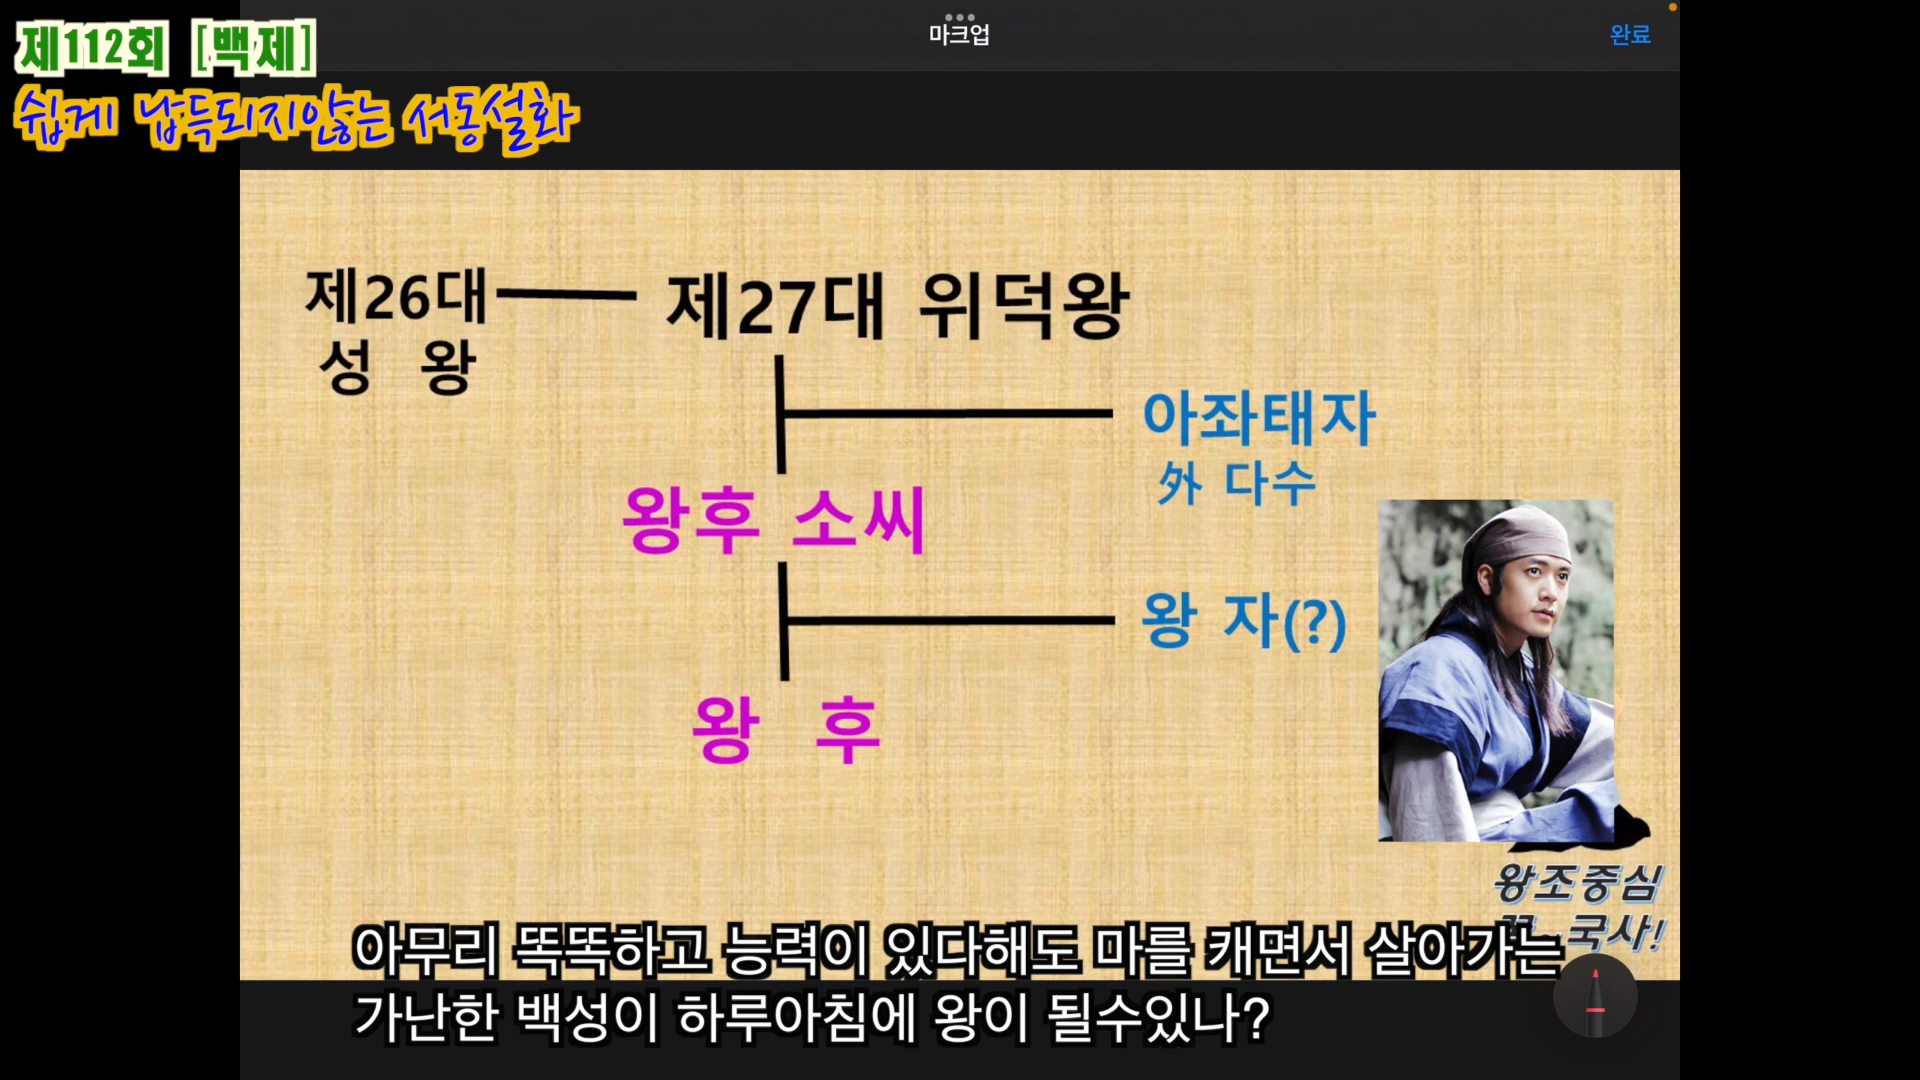 제112회 [백제]
쉽게 납득되지않는 서동설화
마크업
완료
제26대
성 왕
제27대 위덕왕
아좌태자
外 다수
왕후 소씨
왕 자(?)
왕 후
왕조중심
국사!
아무리 똑똑하고 능력이 있다해도 마를 캐면서 살아가는
가난한 백성이 하루아침에 왕이 될수있나?